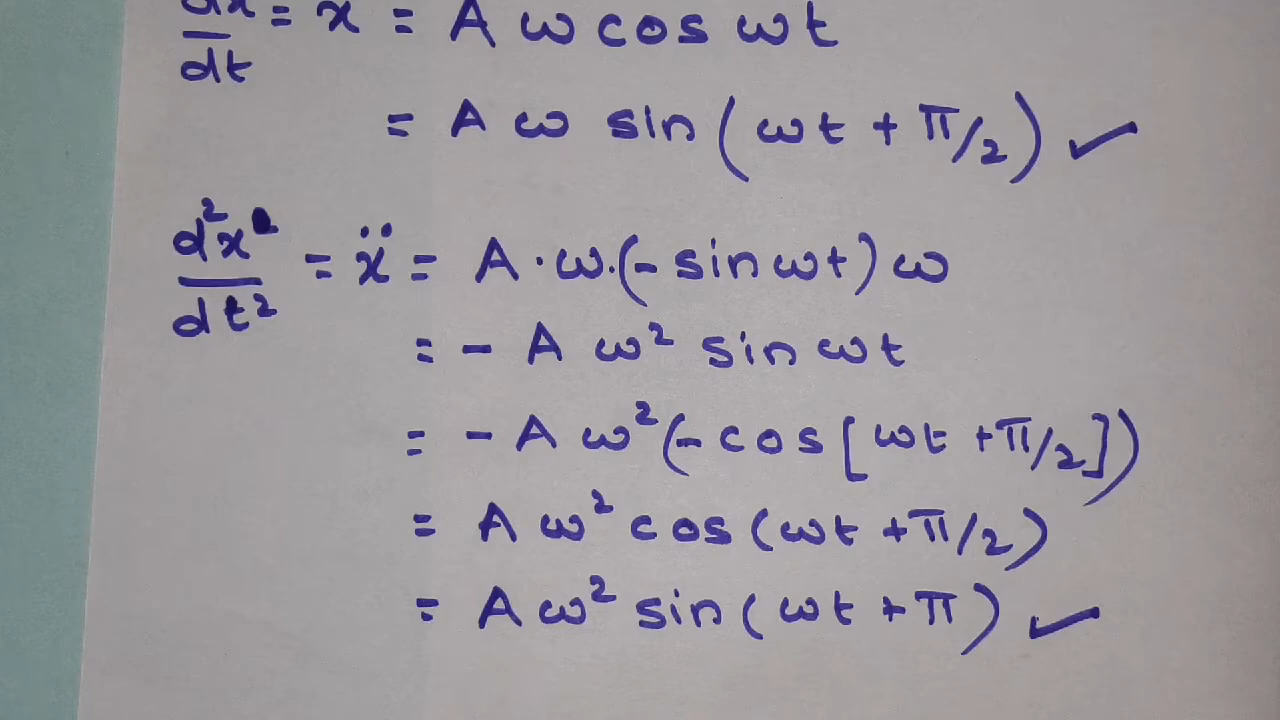 dx/dt = ẋ = A ω cos ωt
= A ω sin (ωt + π/2) ✓
d²x/dt² = ẍ = A·ω·(- sin ωt) ω
= - A ω² sin ωt
= - A ω² (- cos [ωt + π/2])
= A ω² cos (ωt + π/2)
= A ω² sin (ωt + π) ✓